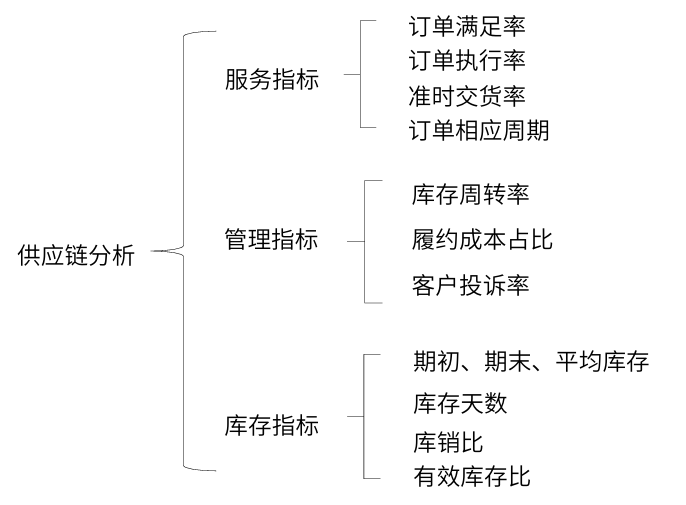 供应链分析
服务指标
订单满足率
订单执行率
准时交货率
订单相应周期
管理指标
库存周转率
履约成本占比
客户投诉率
库存指标
期初、期末、平均库存
库存天数
库销比
有效库存比